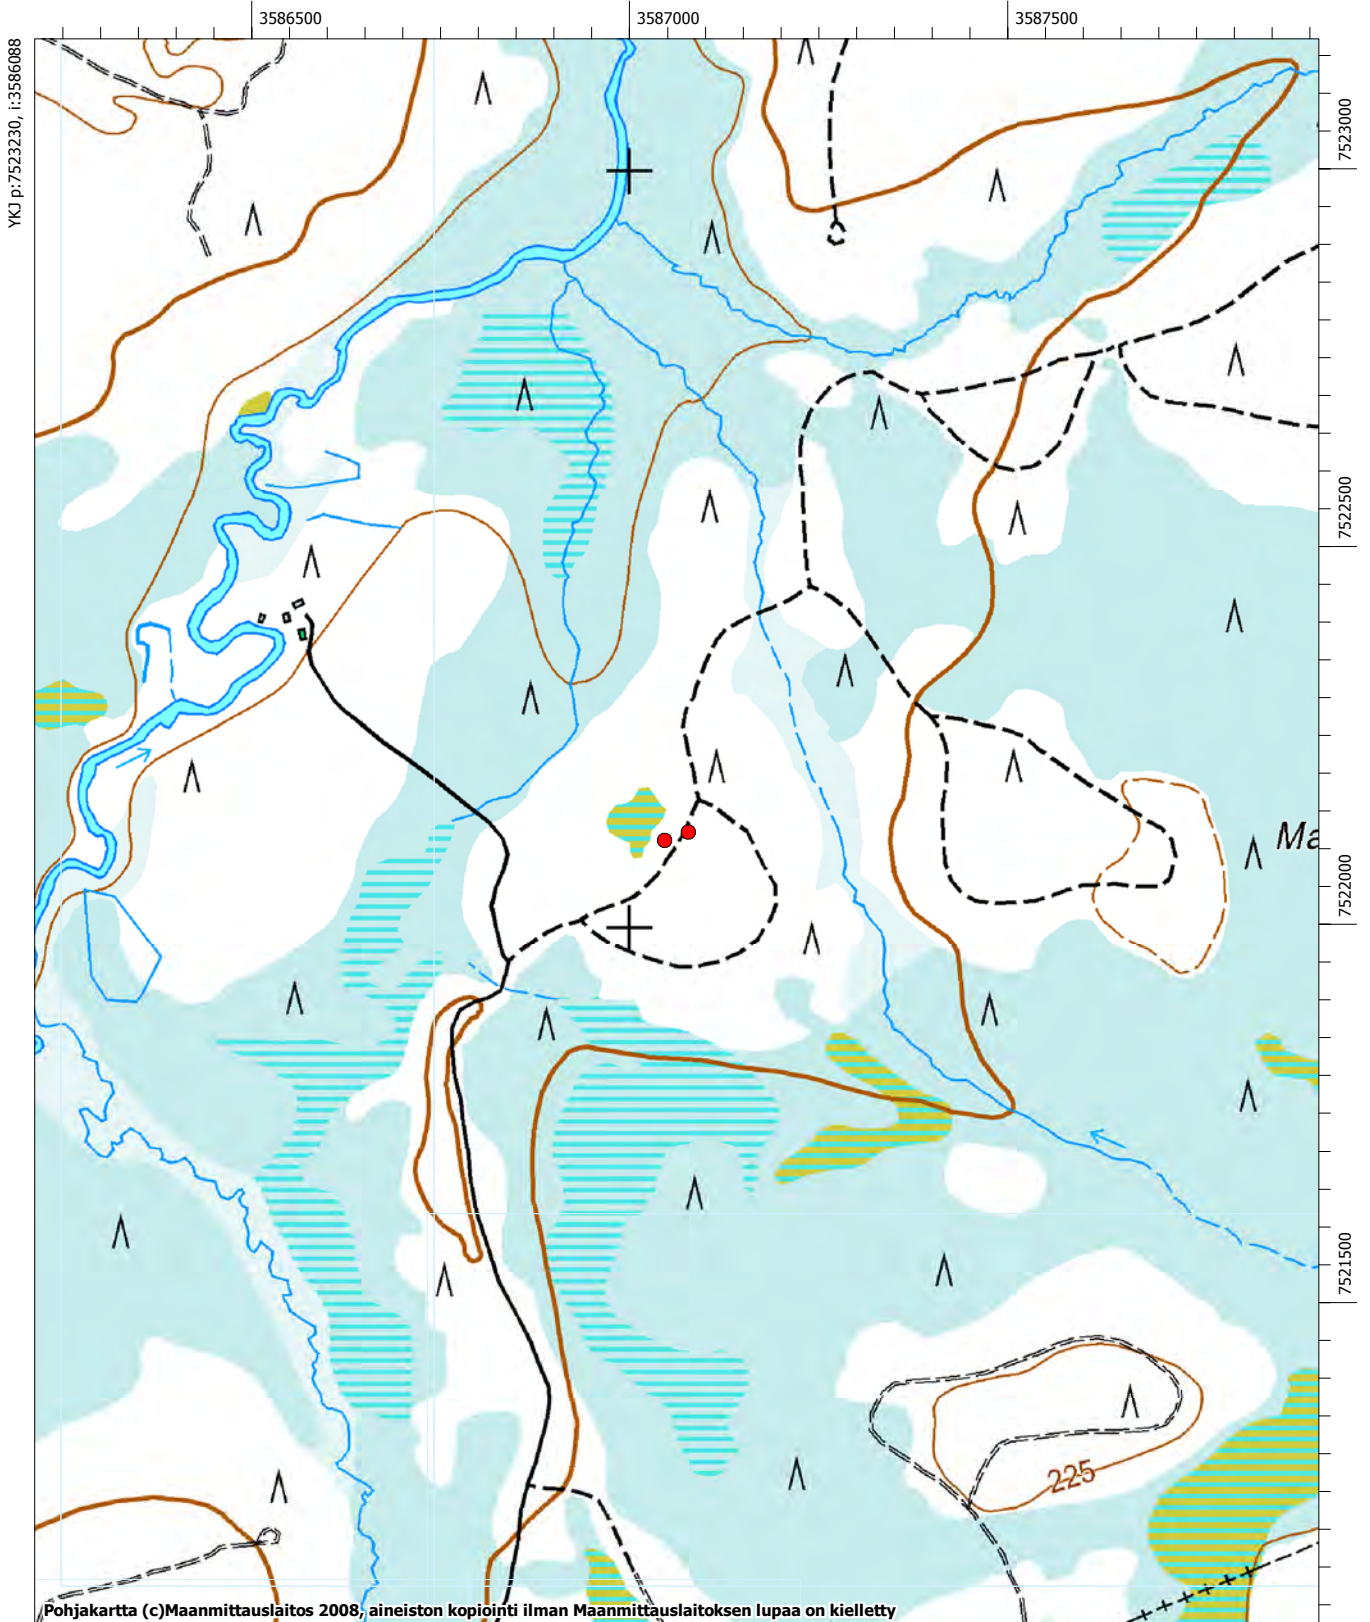 3586500
3587000
3587500
YKJ p:7523230, i:3586088
7523000
7522500
Ma
7522000
7521500
225
Pohjakartta (c)Maanmittauslaitos 2008, aineiston kopiointi ilman Maanmittauslaitoksen lupaa on kielletty